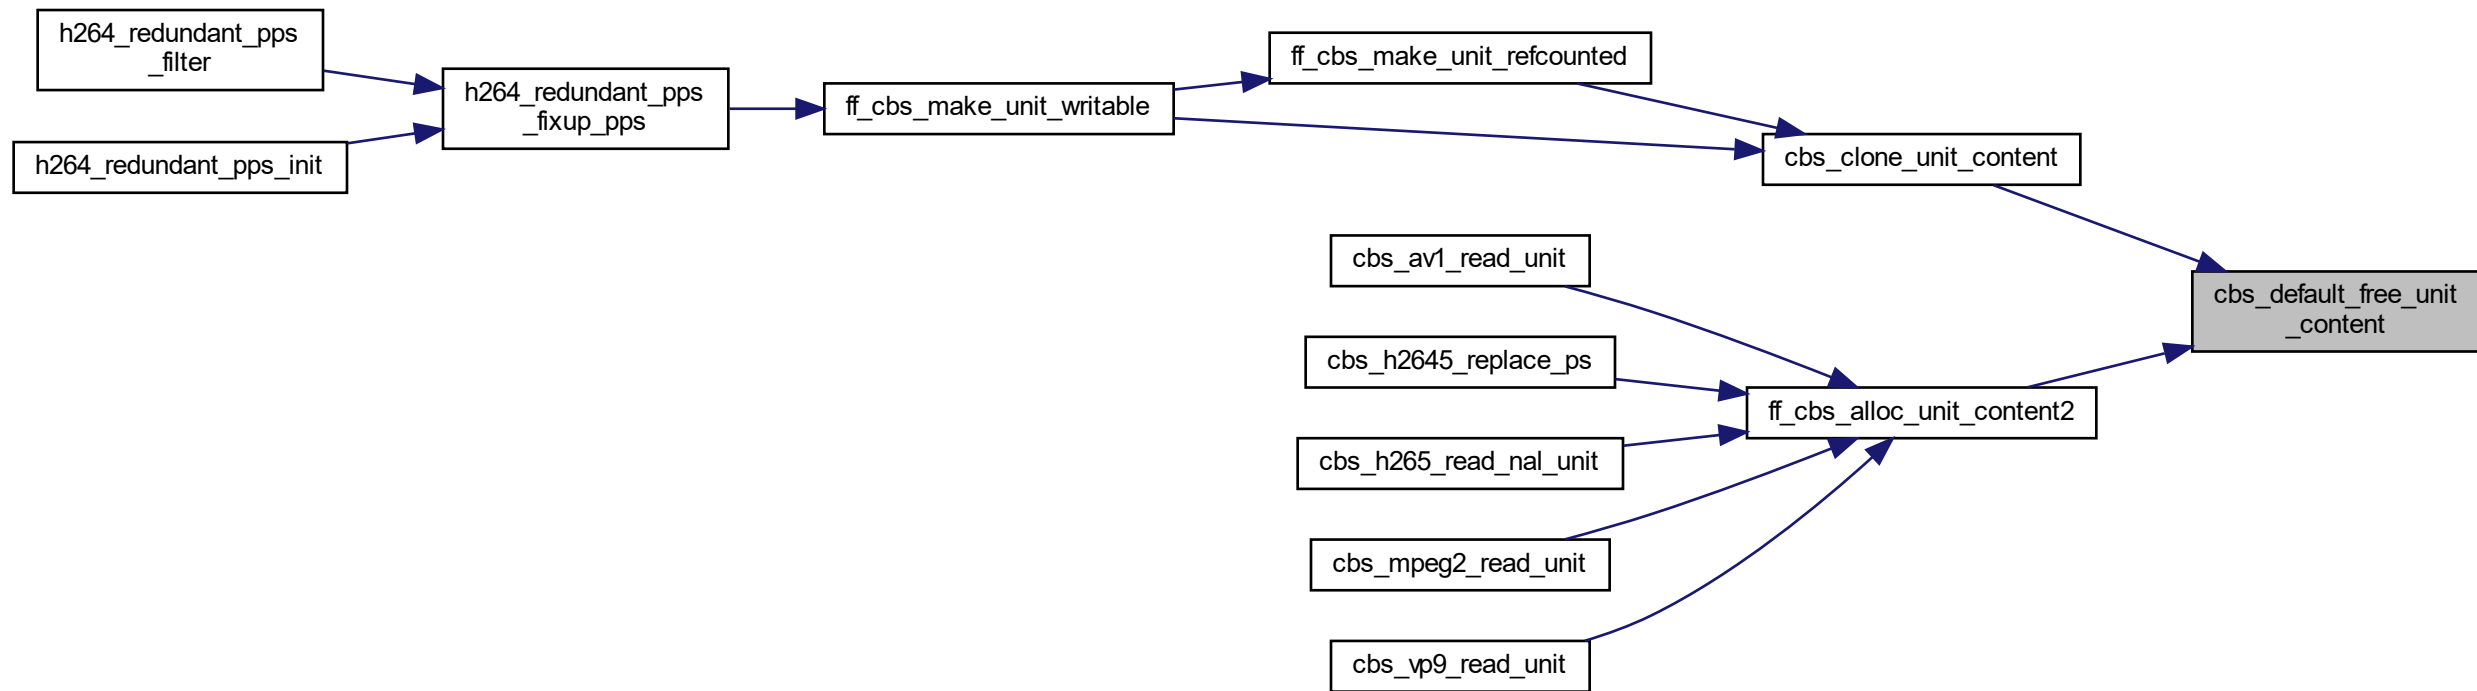 h264_redundant_pps
_filter
h264_redundant_pps_init
h264_redundant_pps
_fixup_pps
ff_cbs_make_unit_writable
ff_cbs_make_unit_refcounted
cbs_clone_unit_content
cbs_av1_read_unit
cbs_h2645_replace_ps
cbs_h265_read_nal_unit
cbs_mpeg2_read_unit
cbs_vp9_read_unit
ff_cbs_alloc_unit_content2
cbs_default_free_unit
_content